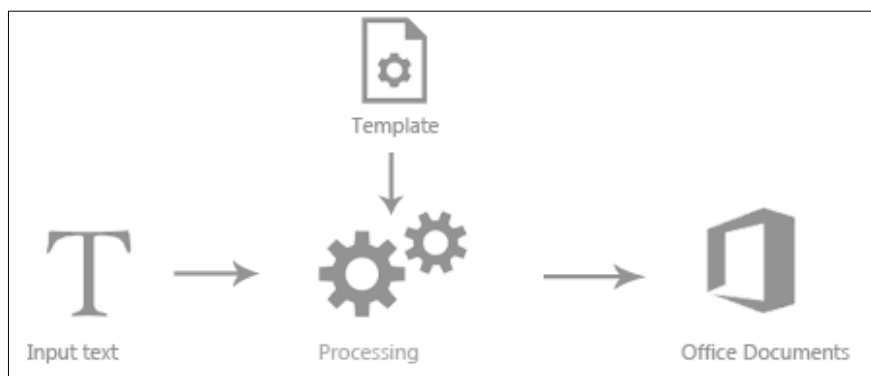 Template
T
Input text
Processing
Office Documents